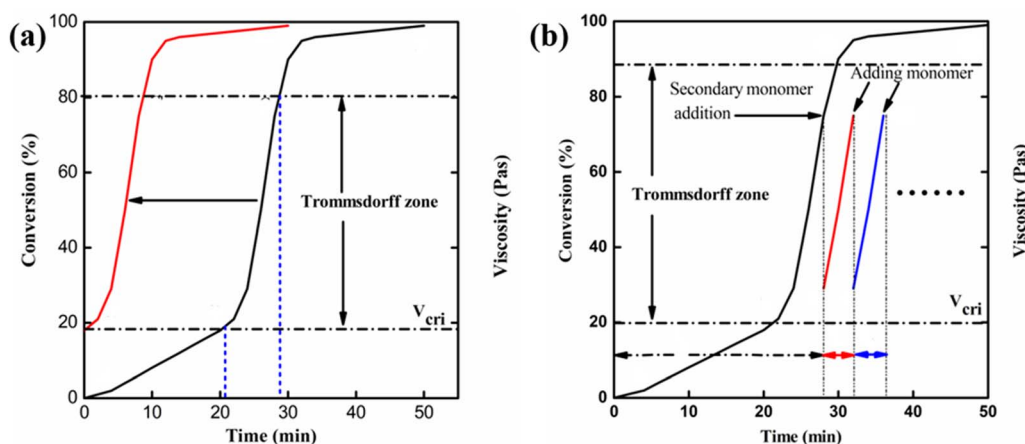 (a)
100
80
60
40
20
0
Conversion (%)
Trommsdorff zone
V_cri
Viscosity (Pas)
0 10 20 30 40 50
Time (min)
(b)
100
80
60
40
20
0
Conversion (%)
Secondary monomer
addition
Adding monomer
Trommsdorff zone
V_cri
Viscosity (Pas)
0 10 20 30 40 50
Time (min)